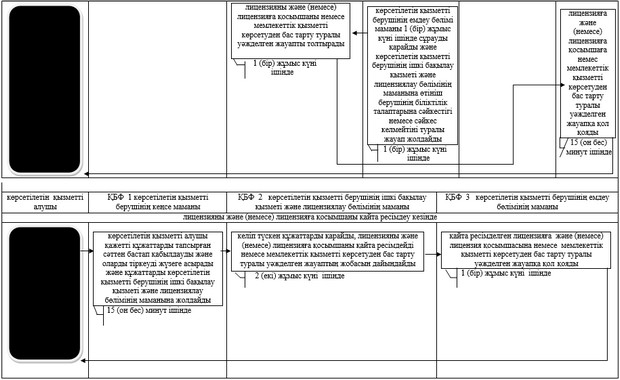 лицензияны және (немесе)
лицензияға қосымшаны немесе
мемлекеттік қызметті
көрсетуден бас тарту туралы
уәжделген жауапты толтырады
1 (бір) жұмыс күні
ішінде
көрсетілетін қызметті
берушінің емдеу бөлімі
маманы 1 (бір) жұмыс
күні ішінде сұрауды
қарайды және
көрсетілетін қызметті
берушінің ішкі бақылау
қызметі және
лицензиялау бөлімінің
маманына өтініш
берушінің біліктілік
талаптарына сәйкестігі
немесе сәйкес
келмейтіні туралы
жауап жолдайды
1 (бір) жұмыс күні
ішінде
лицензияға
және
(немесе)
лицензияға
қосымшаға
немес
мемлекеттік
қызметті
көрсетуден
бас тарту
туралы
уәжделген
жауапқа қол
қояды
15 (он бес)
минут ішінде
көрсетілетін қызметті
алушы
ҚБФ 1 көрсетілетін қызметті
берушінің кеңсе маманы
ҚБФ 2 көрсетілетін қызметті берушінің ішкі бақылау
қызметі және лицензиялау бөлімінің маманы
ҚБФ 3 көрсетілетін қызметті берушінің емдеу
бөлімінің маманы
лицензияны және (немесе) лицензияға қосымшаны қайта ресімдеу кезінде
көрсетілетін қызметті алушы
қажетті құжаттарды тапсырған
сәттен бастап қабылдауды және
оларды тіркеуді жүзеге асырады
және құжаттарды көрсетілетін
қызметті берушінің ішкі бақылау
қызметі және лицензиялау
бөлімінің маманына жолдайды
15 (он бес) минут ішінде
келіп түскен құжаттарды қарайды, лицензияны және
(немесе) лицензияға қосымшаны қайта ресімдейді
немесе мемлекеттік қызметті көрсетуден бас тарту
туралы уәжделген жауаптың жобасын дайындайды
2 (екі) жұмыс күні ішінде
қайта ресімделген лицензияға және (немесе)
лицензия қосымшасына немесе мемлекеттік
қызметті көрсетуден бас тарту туралы
уәжделген жауапқа қол қояды
1 (бір) жұмыс күні ішінде